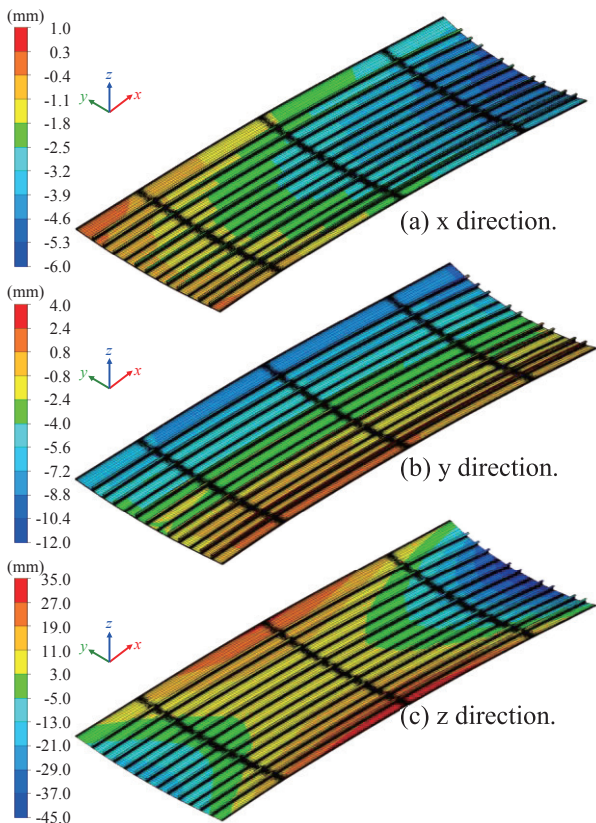 (mm)
1.0
0.3
-0.4
-1.1
-1.8
-2.5
-3.2
-3.9
-4.6
-5.3
-6.0
z
y
x
(a) x direction.
(mm)
4.0
2.4
0.8
-0.8
-2.4
-4.0
-5.6
-7.2
-8.8
-10.4
-12.0
z
y
x
(b) y direction.
(mm)
35.0
27.0
19.0
11.0
3.0
-5.0
-13.0
-21.0
-29.0
-37.0
-45.0
z
y
x
(c) z direction.